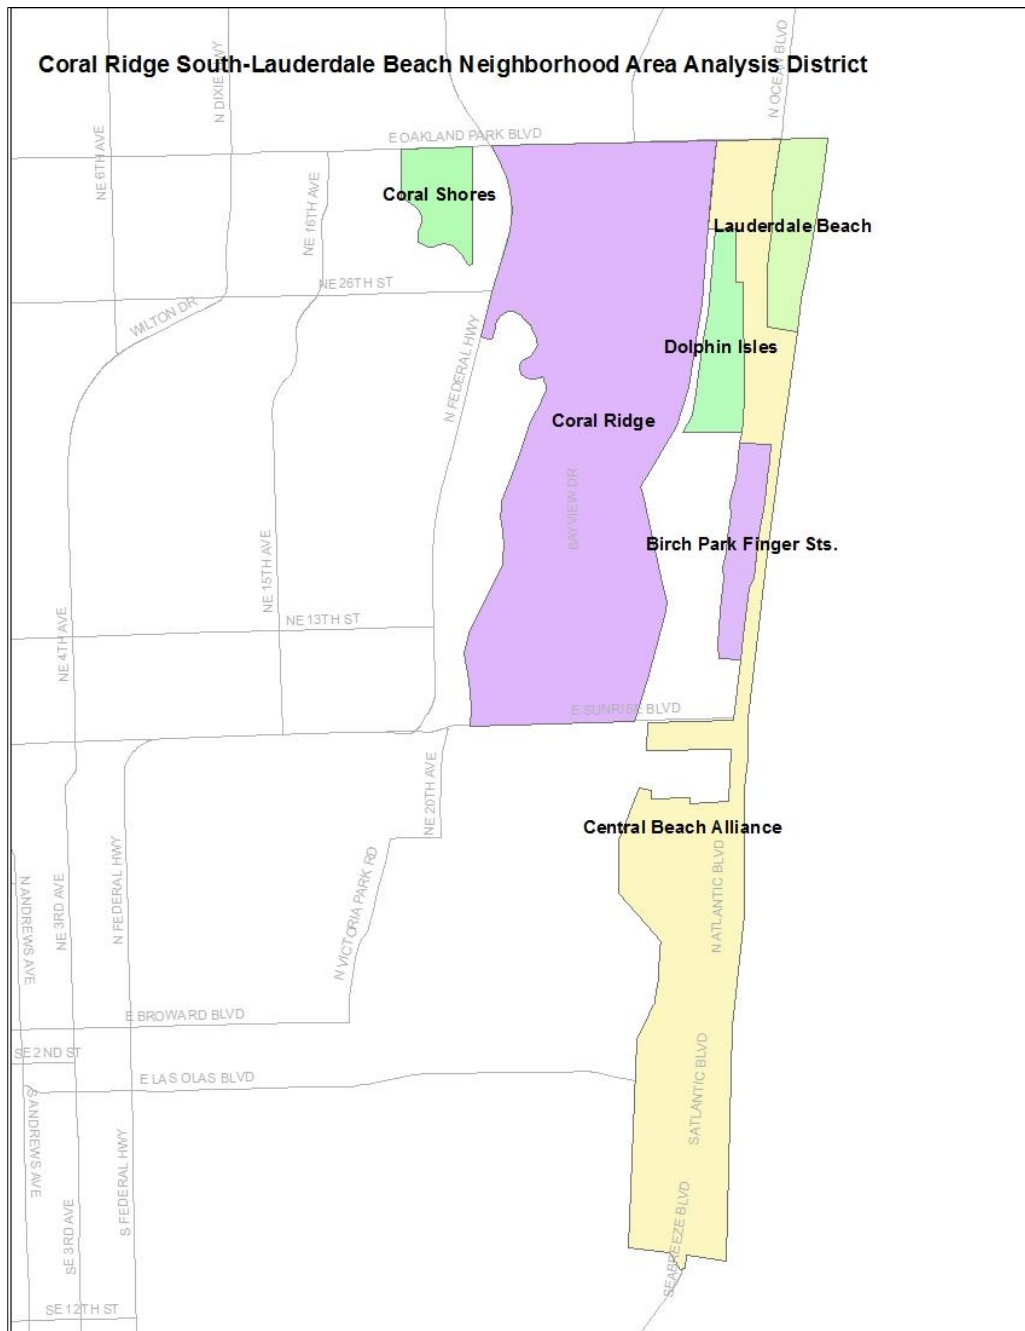 Coral Ridge South-Lauderdale Beach Neighborhood Area Analysis District
N DIXIE HWY
N OCEAN BLVD
E OAKLAND PARK BLVD
NE 6TH AVE
NE 16TH AVE
Coral Shores
Lauderdale Beach
NE 26TH ST
WILTON DR
N FEDERAL HWY
Dolphin Isles
Coral Ridge
BAYVIEW DR
Birch Park Finger Sts.
NE 15TH AVE
NE 13TH ST
NE 4TH AVE
E SUNRISE BLVD
NE 20TH AVE
Central Beach Alliance
N FEDERAL HWY
N ATLANTIC BLVD
N ANDREWS AVE
NE 3RD AVE
N VICTORIA PARK RD
E BROWARD BLVD
SE 2ND ST
E LAS OLAS BLVD
S ATLANTIC BLVD
S ANDREWS AVE
S FEDERAL HWY
SE 3RD AVE
SEABREEZE BLVD
SE 12TH ST